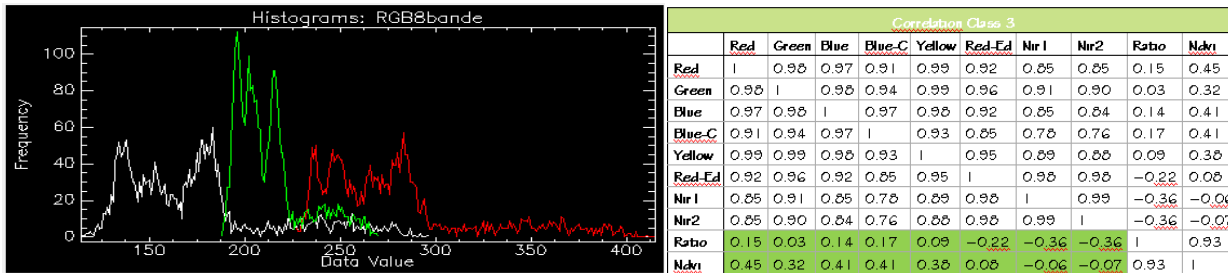 Histograms: RGB8bande
Frequency
100
80
60
40
20
0
150 200 250 300 350 400
Data Value
Correlation Class 3
Red Green Blue Blue-C Yellow Red-Ed Nir1 Nir2 Ratio Ndvi
Red 1 0.98 0.97 0.91 0.99 0.92 0.85 0.85 0.15 0.45
Green 0.98 1 0.98 0.94 0.99 0.96 0.91 0.90 0.03 0.32
Blue 0.97 0.98 1 0.97 0.98 0.92 0.85 0.84 0.14 0.41
Blue-C 0.91 0.94 0.97 1 0.93 0.85 0.78 0.76 0.17 0.41
Yellow 0.99 0.99 0.98 0.93 1 0.95 0.89 0.88 0.09 0.38
Red-Ed 0.92 0.96 0.92 0.85 0.95 1 0.98 0.98 -0.22 0.08
Nir1 0.85 0.91 0.85 0.78 0.89 0.98 1 0.99 -0.36
Nir2 0.85 0.90 0.84 0.76 0.88 0.98 0.99 1 -0.36
Ratio 0.15 0.03 0.14 0.17 0.09 -0.22 -0.36 -0.36 1 0.93
Ndvi 0.45 0.32 0.41 0.41 0.38 0.08 -0.06 -0.07 0.93 1